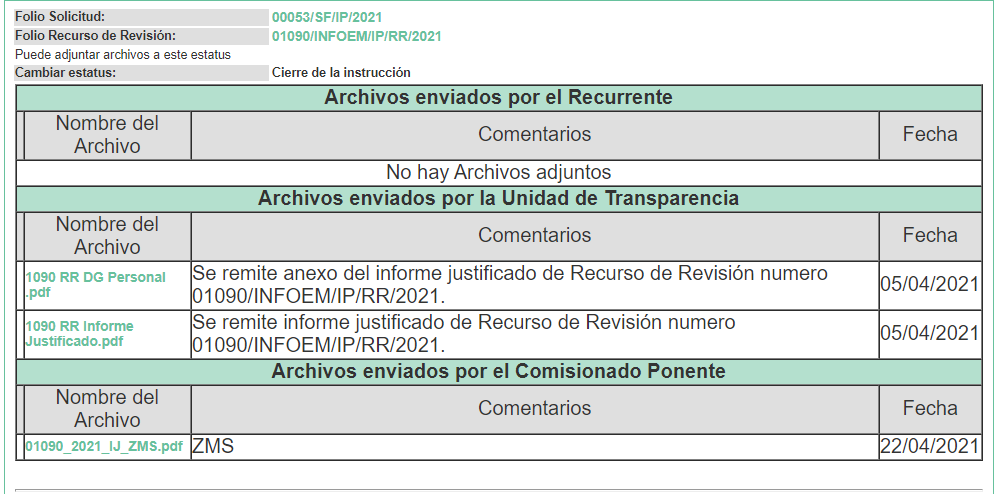 Folio Solicitud: 00053/SF/IP/2021
Folio Recurso de Revisión: 01090/INFOEM/IP/RR/2021
Puede adjuntar archivos a este estatus
Cambiar estatus: Cierre de la instrucción
Archivos enviados por el Recurrente
Nombre del
Archivo
Comentarios
Fecha
No hay Archivos adjuntos
Archivos enviados por la Unidad de Transparencia
Nombre del
Archivo
Comentarios
Fecha
1090 RR DG Personal
.pdf
Se remite anexo del informe justificado de Recurso de Revisión numero
01090/INFOEM/IP/RR/2021.
05/04/2021
1090 RR Informe
Justificado.pdf
Se remite informe justificado de Recurso de Revisión numero
01090/INFOEM/IP/RR/2021.
05/04/2021
Archivos enviados por el Comisionado Ponente
Nombre del
Archivo
Comentarios
Fecha
01090_2021_IJ_ZMS.pdf
ZMS
22/04/2021